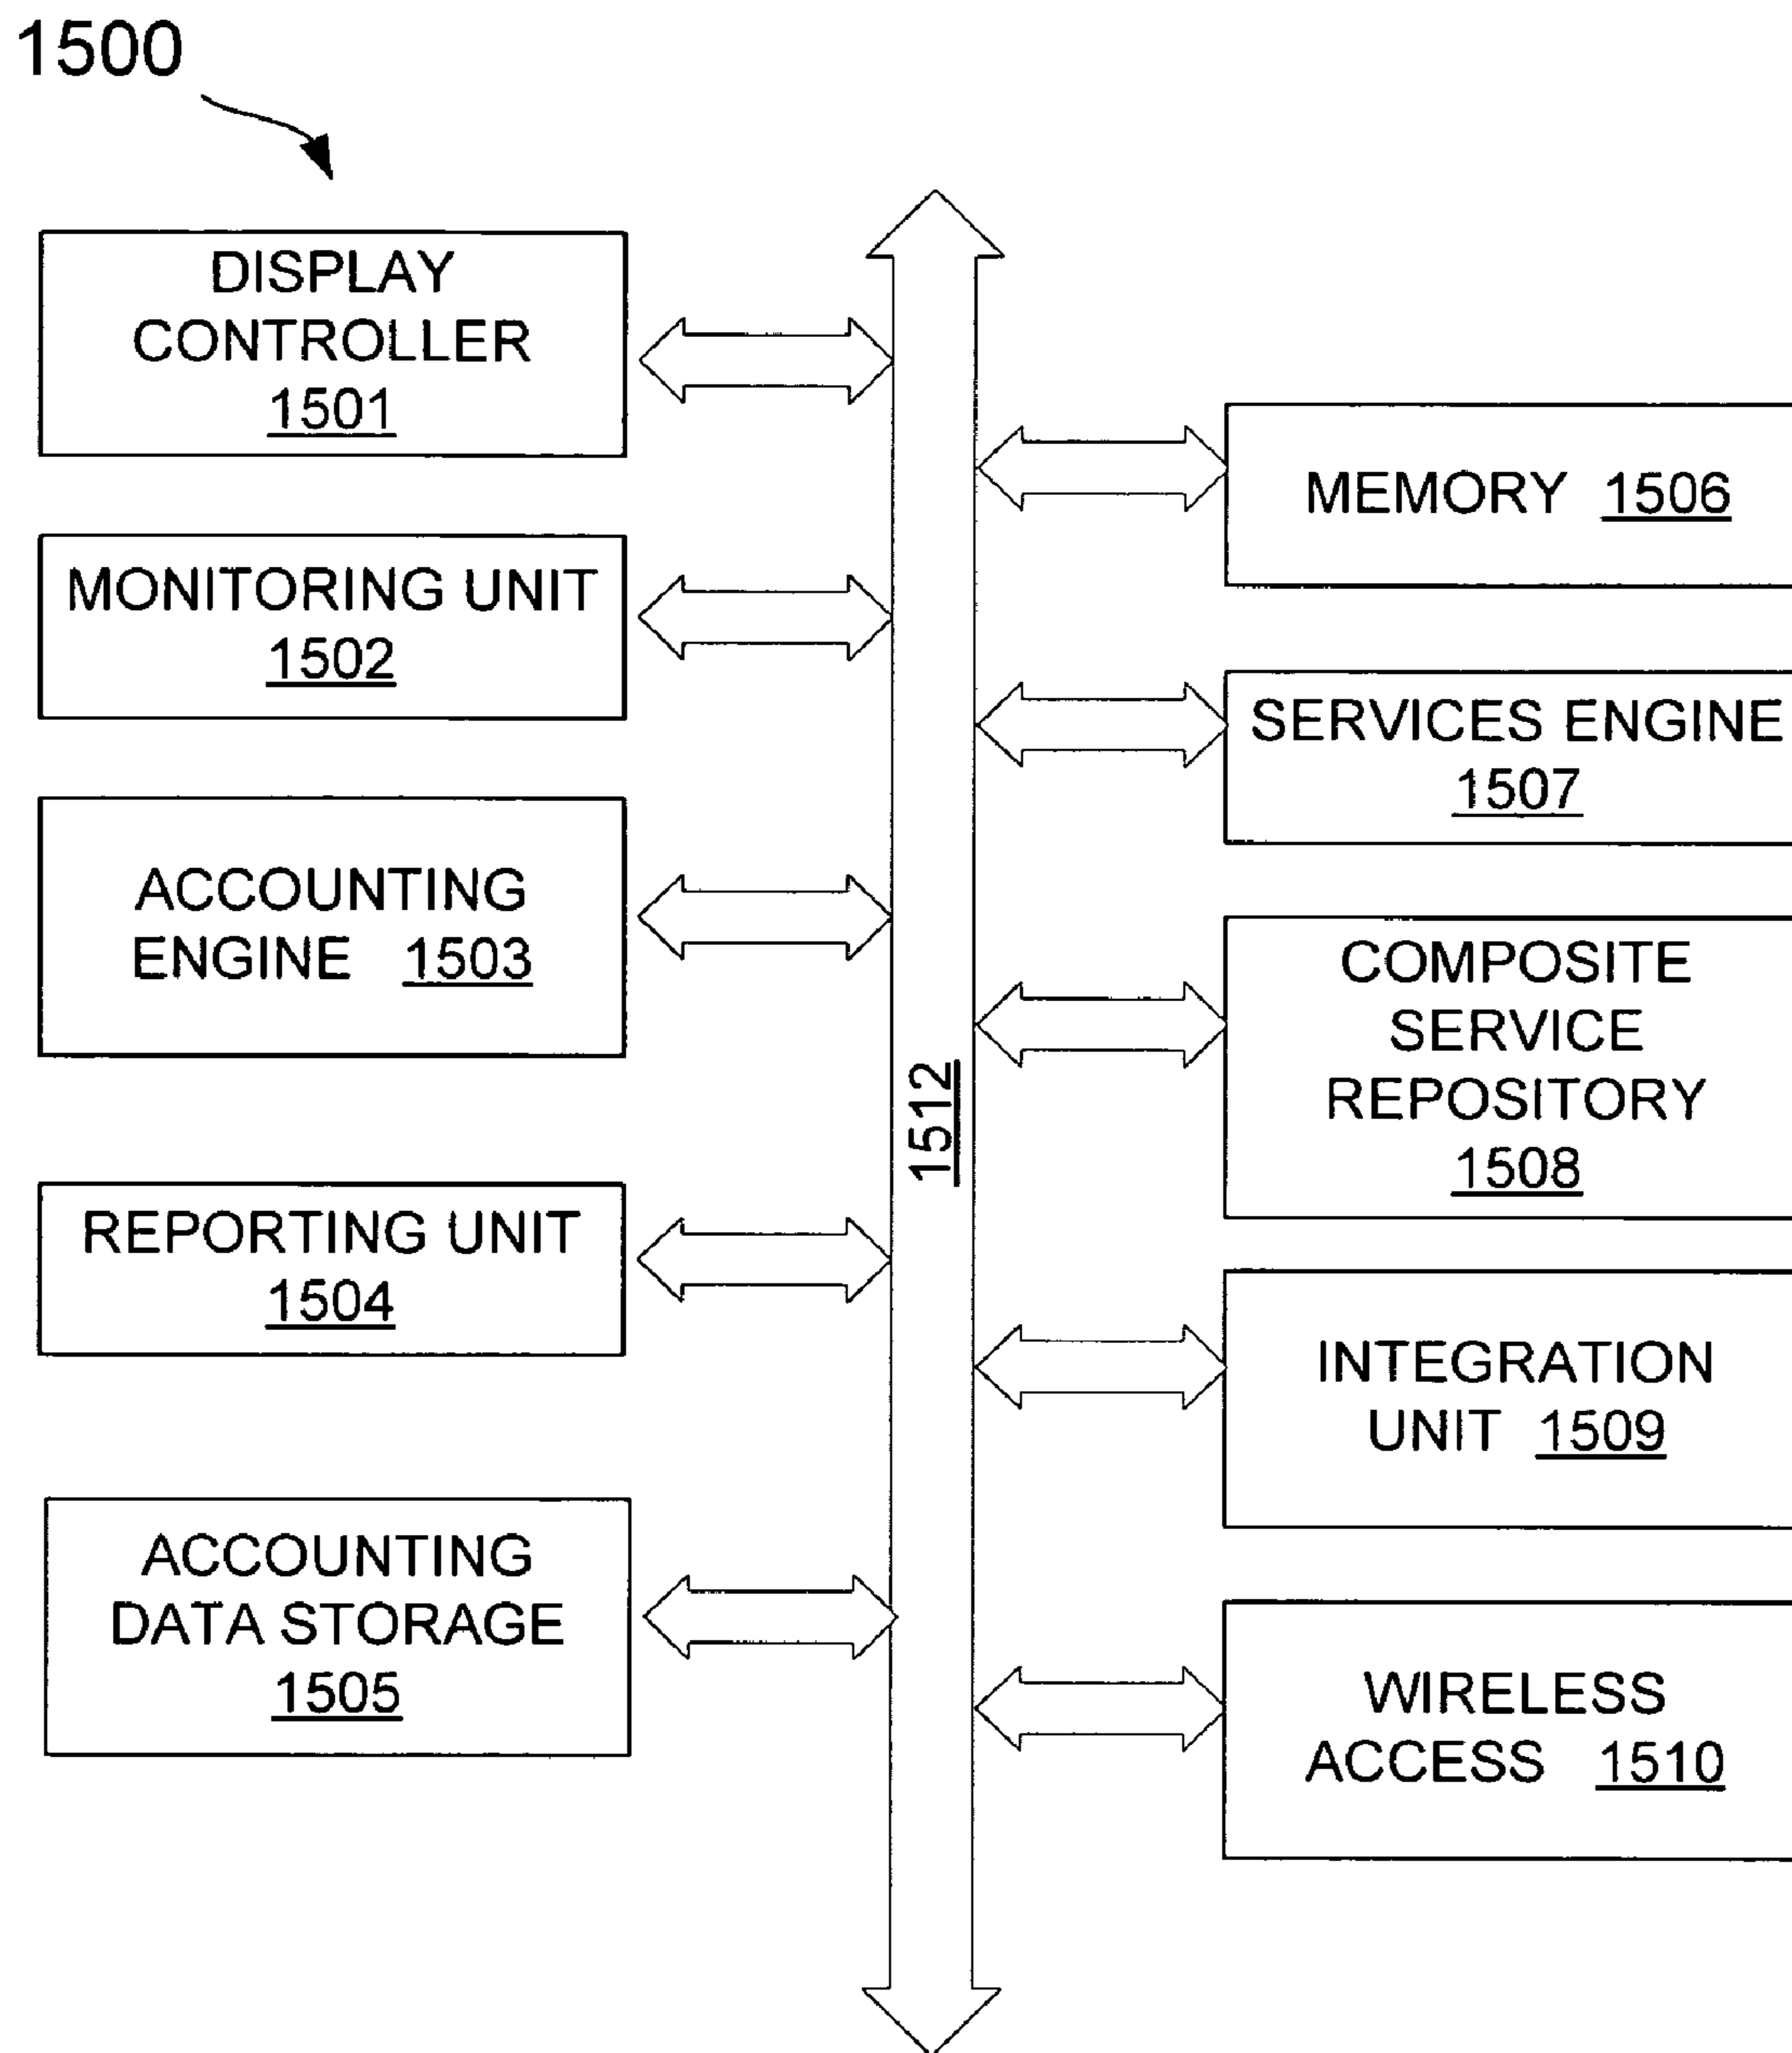 1500
DISPLAY
CONTROLLER
1501
MONITORING UNIT
1502
ACCOUNTING
ENGINE 1503
REPORTING UNIT
1504
ACCOUNTING
DATA STORAGE
1505
1512
MEMORY 1506
SERVICES ENGINE
1507
COMPOSITE
SERVICE
REPOSITORY
1508
INTEGRATION
UNIT 1509
WIRELESS
ACCESS 1510